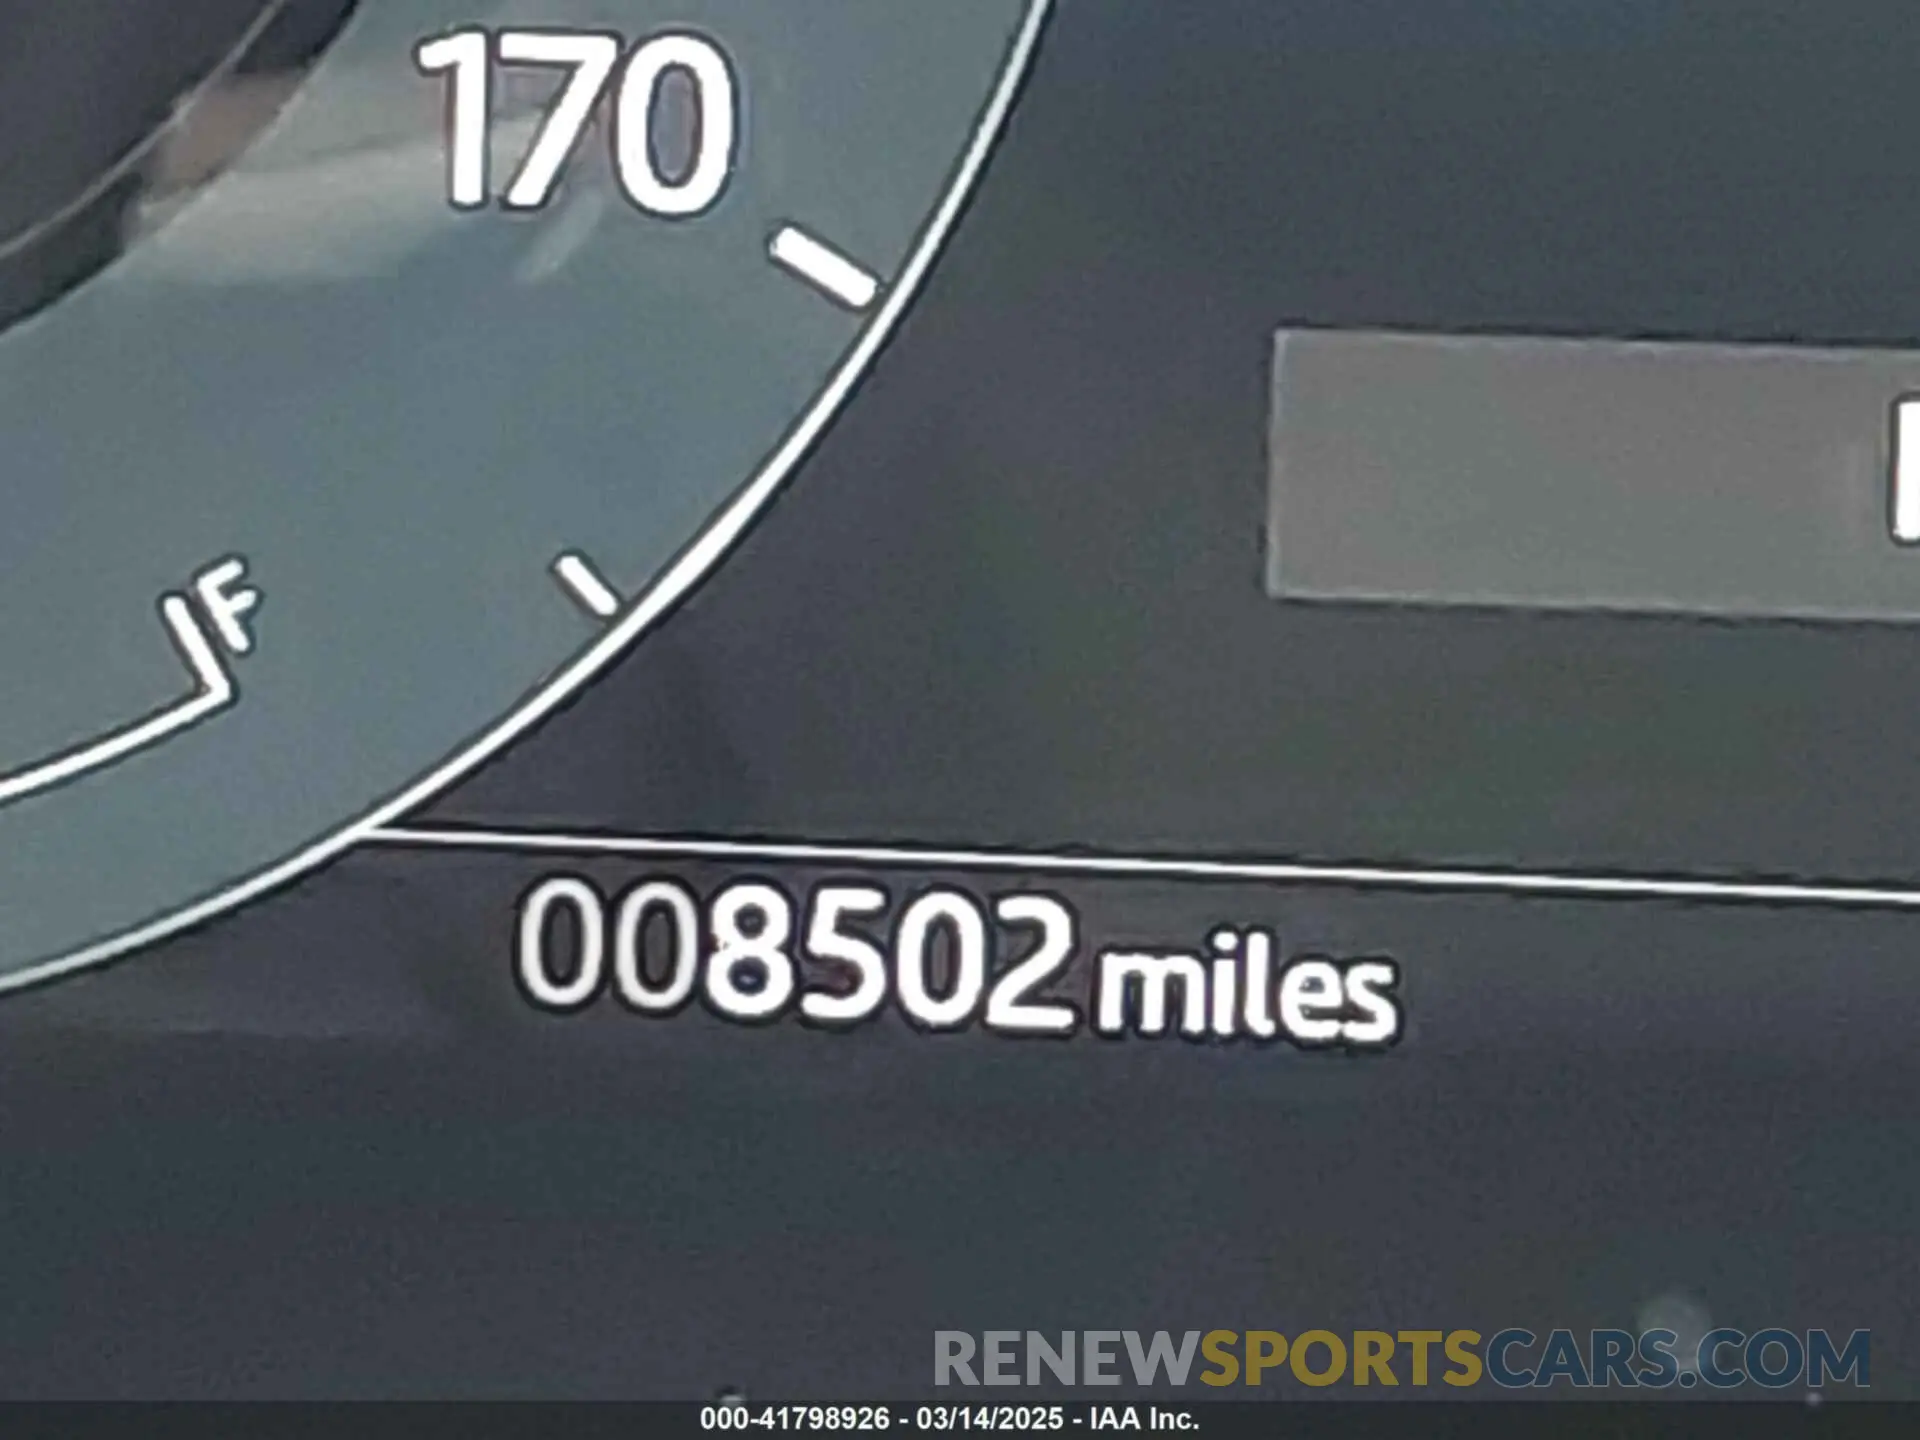 170
F
008502 miles
RENEWSPORTSCARS.COM
000-41798926 - 03/14/2025 - IAA Inc.